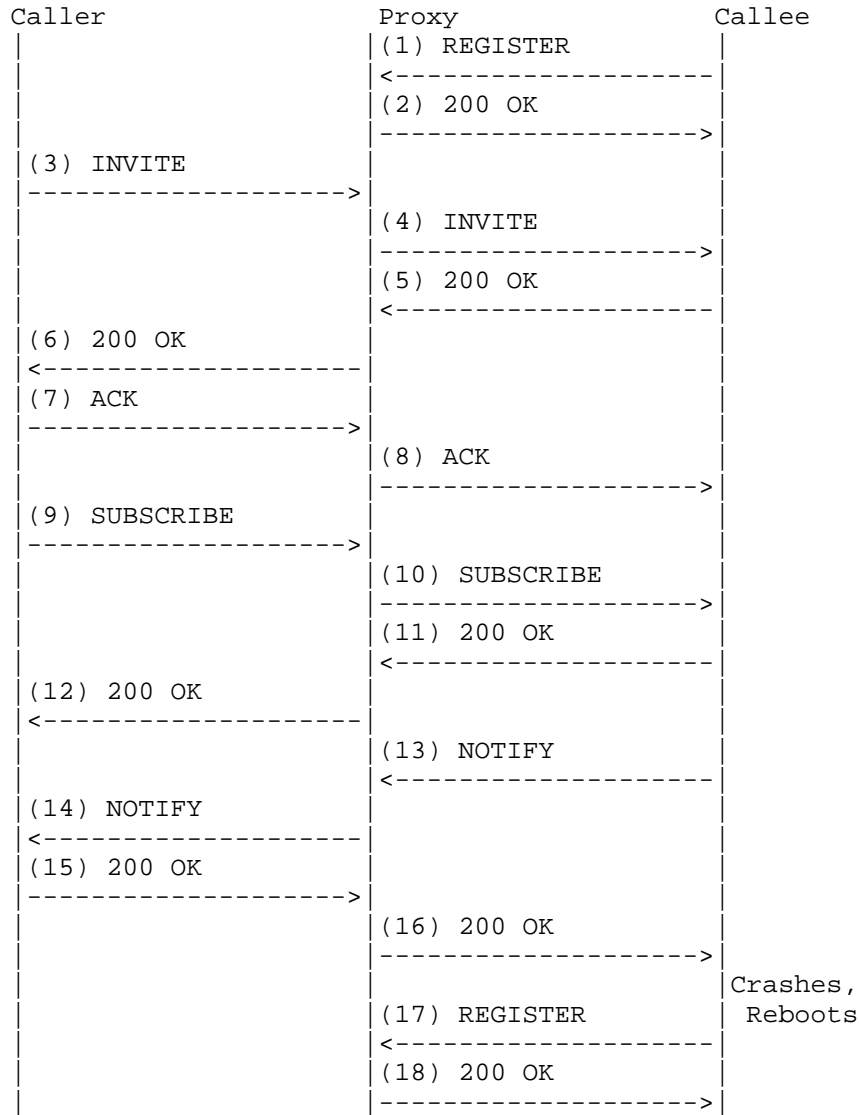 Caller Proxy Callee
(1) REGISTER
(2) 200 OK
(3) INVITE
(4) INVITE
(5) 200 OK
(6) 200 OK
(7) ACK
(8) ACK
(9) SUBSCRIBE
(10) SUBSCRIBE
(11) 200 OK
(12) 200 OK
(13) NOTIFY
(14) NOTIFY
(15) 200 OK
(16) 200 OK
Crashes,
(17) REGISTER Reboots
(18) 200 OK